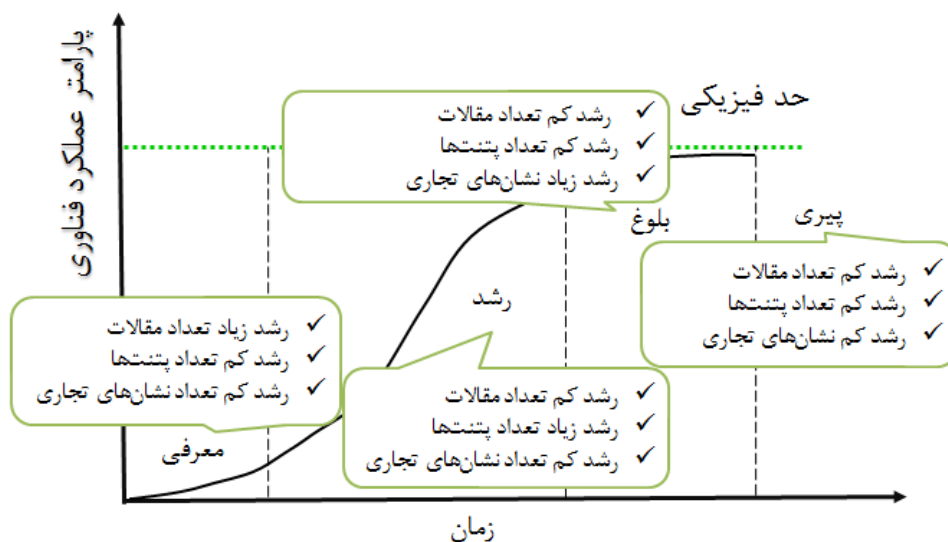 پارامتر عملکرد فناوری
حد فیزیکی
رشد کم تعداد مقالات
رشد کم تعداد پتنت‌ها
رشد زیاد نشان‌های تجاری
بلوغ
پیری
رشد کم تعداد مقالات
رشد کم تعداد پتنت‌ها
رشد کم نشان‌های تجاری
رشد
رشد زیاد تعداد مقالات
رشد کم تعداد پتنت‌ها
رشد کم تعداد نشان‌های تجاری
معرفی
رشد کم تعداد مقالات
رشد زیاد تعداد پتنت‌ها
رشد کم تعداد نشان‌های تجاری
زمان